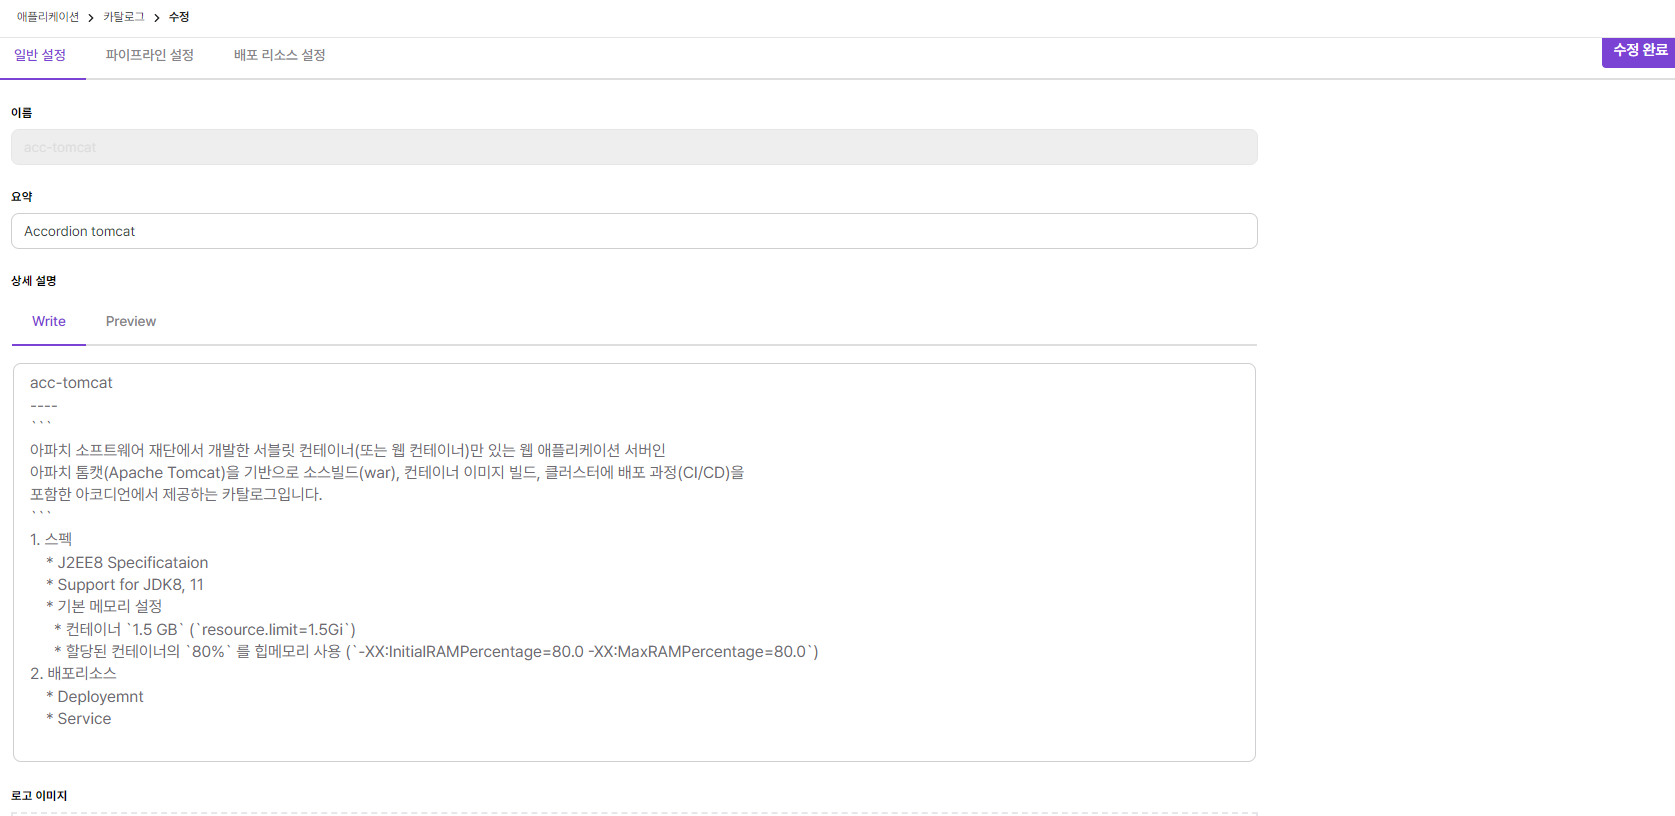 애플리케이션 > 카탈로그 > 수정
일반 설정 파이프라인 설정 배포 리소스 설정 수정 완료
이름
acc-tomcat
요약
Accordion tomcat
상세 설명
Write Preview
acc-tomcat
----
```
아파치 소프트웨어 재단에서 개발한 서블릿 컨테이너(또는 웹 컨테이너)만 있는 웹 애플리케이션 서버인
아파치 톰캣(Apache Tomcat)을 기반으로 소스빌드(war), 컨테이너 이미지 빌드, 클러스터에 배포 과정(CI/CD)을
포함한 아코디언에서 제공하는 카탈로그입니다.
```
1. 스펙
* J2EE8 Specificataion
* Support for JDK8, 11
* 기본 메모리 설정
* 컨테이너 `1.5 GB` (`resource.limit=1.5Gi`)
* 할당된 컨테이너의 `80%` 를 힙메모리 사용 (`-XX:InitialRAMPercentage=80.0 -XX:MaxRAMPercentage=80.0`)
2. 배포리소스
* Deployemnt
* Service
로고 이미지